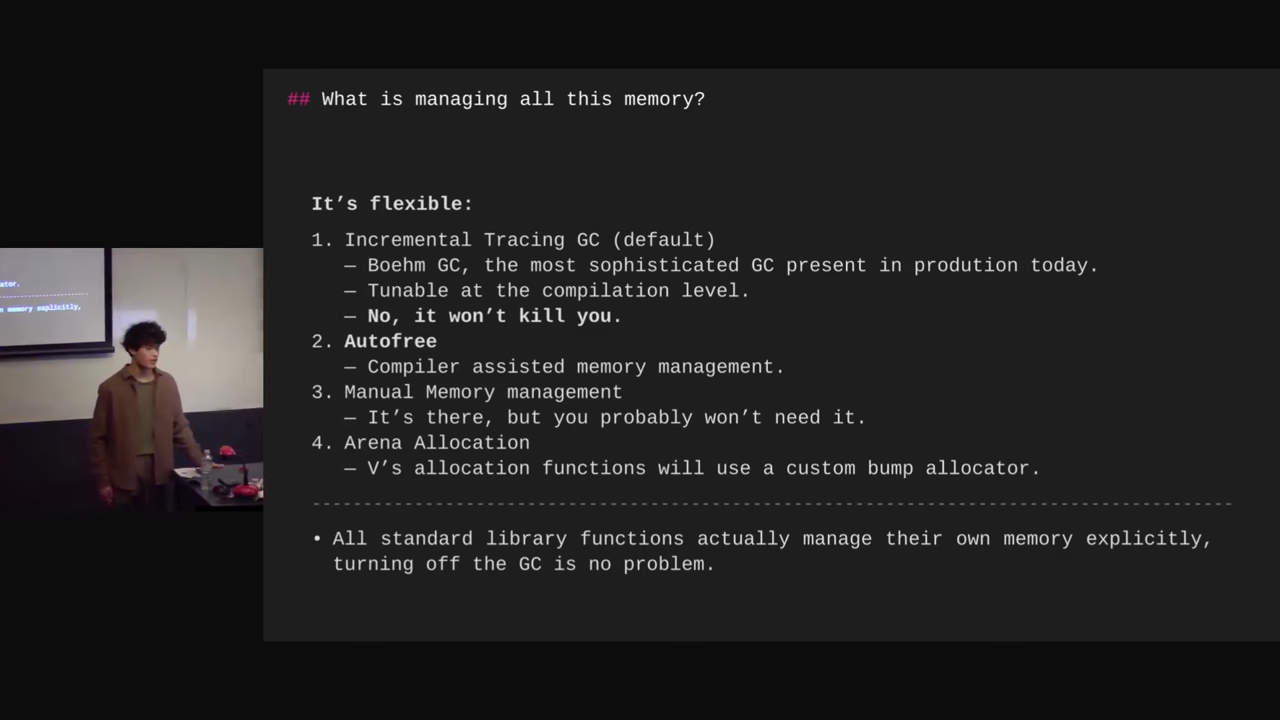 ## What is managing all this memory?
It’s flexible:
1. Incremental Tracing GC (default)
— Boehm GC, the most sophisticated GC present in prodution today.
— Tunable at the compilation level.
— No, it won’t kill you.
2. Autofree
— Compiler assisted memory management.
3. Manual Memory management
— It’s there, but you probably won’t need it.
4. Arena Allocation
— V’s allocation functions will use a custom bump allocator.
• All standard library functions actually manage their own memory explicitly,
turning off the GC is no problem.
ator.
memory explicitly,